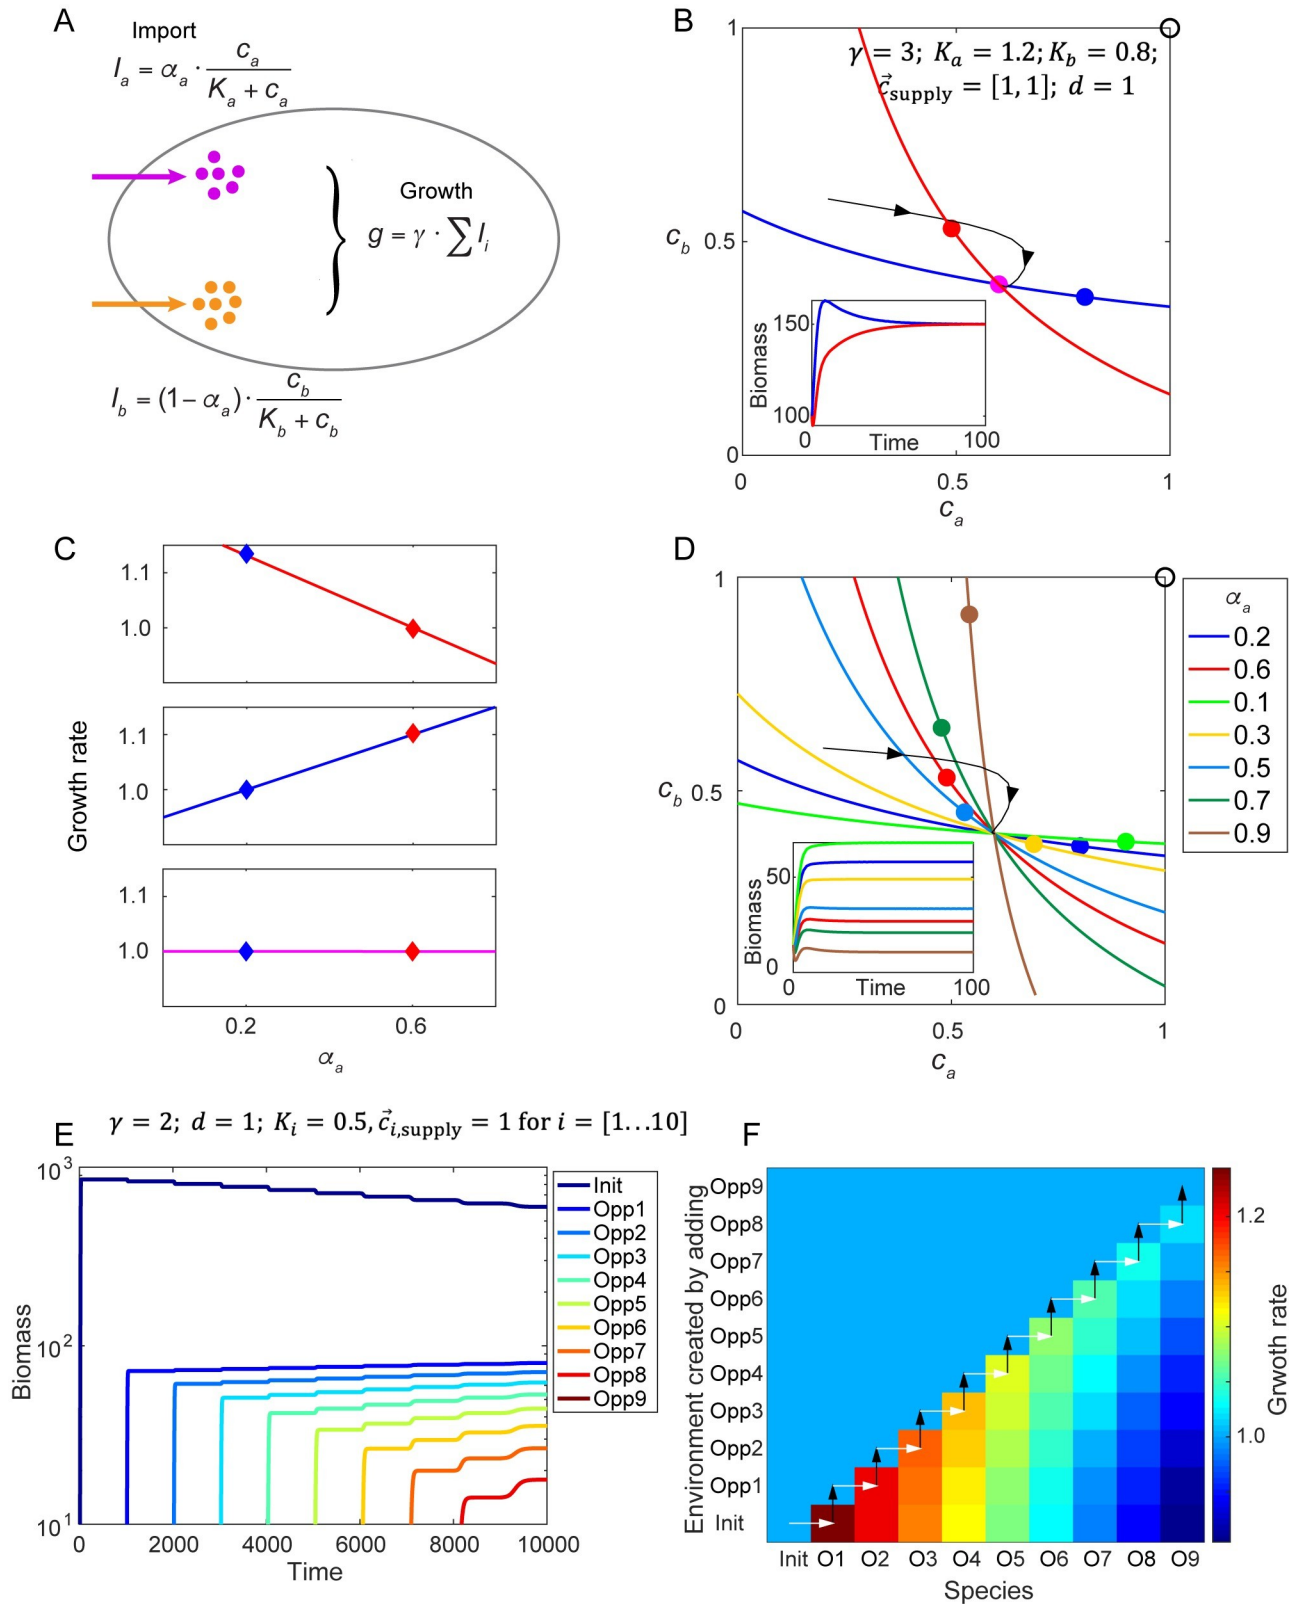 A
Import
I_a = α_a · c_a / (K_a + c_a)
Growth
g = γ · ∑ I_i
I_b = (1 − α_a) · c_b / (K_b + c_b)
B
γ = 3; K_a = 1.2; K_b = 0.8;
c⃗_supply = [1, 1]; d = 1
1
c_b
0.5
0
0
0.5
1
c_a
Biomass
150
100
0
Time
100
C
Growth rate
1.1
1.0
1.1
1.0
1.1
1.0
0.2
0.6
α_a
D
1
c_b
0.5
0
0
0.5
1
c_a
Biomass
50
0
0
Time
100
α_a
0.2
0.6
0.1
0.3
0.5
0.7
0.9
E
γ = 2; d = 1; K_i = 0.5, c⃗_i,supply = 1 for i = [1…10]
Biomass
10^3
10^2
10^1
0
2000
4000
6000
8000
10000
Time
Init
Opp1
Opp2
Opp3
Opp4
Opp5
Opp6
Opp7
Opp8
Opp9
F
Environment created by adding
Opp9
Opp8
Opp7
Opp6
Opp5
Opp4
Opp3
Opp2
Opp1
Init
Init O1 O2 O3 O4 O5 O6 O7 O8 O9
Species
1.2
1.0
Grwoth rate